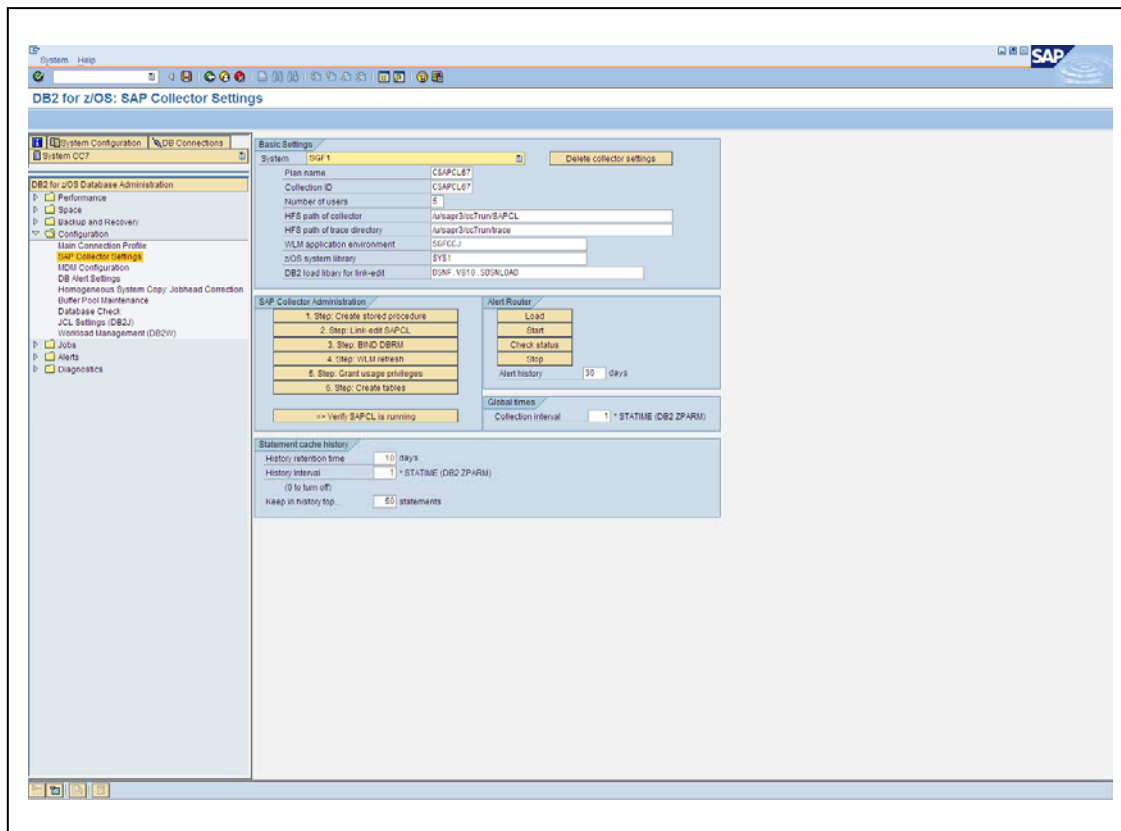 System Help
SAP
DB2 for z/OS: SAP Collector Settings
System Configuration DB Connections
System CC7
DB2 for z/OS Database Administration
Performance
Space
Backup and Recovery
Configuration
Main Connection Profile
SAP Collector Settings
MDM Configuration
DB Alert Settings
Homogeneous System Copy: Jobhead Correction
Buffer Pool Maintenance
Database Check
JCL Settings (DB2J)
Workload Management (DB2W)
Jobs
Alerts
Diagnostics
Basic Settings
System SGF1 Delete collector settings
Plan name CSAPCL67
Collection ID CSAPCL67
Number of users 5
HFS path of collector /u/sapr3/cc7run/SAPCL
HFS path of trace directory /u/sapr3/cc7run/trace
WLM application environment SGFCCJ
z/OS system library SYS1
DB2 load libary for link-edit DSNF.V810.SDSNLOAD
SAP Collector Administration
1. Step: Create stored procedure
2. Step: Link-edit SAPCL
3. Step: BIND DBRM
4. Step: WLM refresh
5. Step: Grant usage privileges
6. Step: Create tables
=> Verify SAPCL is running
Alert Router
Load
Start
Check status
Stop
Alert history 30 days
Global times
Collection interval 1 * STATIME (DB2 ZPARM)
Statement cache history
History retention time 10 days
History interval 1 * STATIME (DB2 ZPARM)
(0 to turn off)
Keep in history top... 50 statements